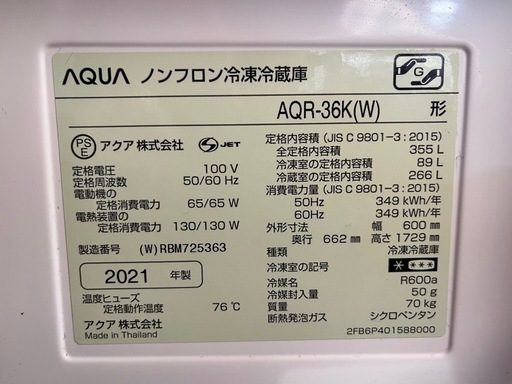 AQUA ノンフロン冷凍冷蔵庫
G
AQR-36K(W) 形
PS E アクア株式会社 S JET
定格電圧 100 V
定格周波数 50/60 Hz
電動機の
定格消費電力 65/65 W
電熱装置の
定格消費電力 130/130 W
製造番号 (W)RBM725363
2021 年製
温度ヒューズ
定格動作温度 76℃
アクア株式会社
Made in Thailand
定格内容積 (JIS C 9801-3 : 2015)
全定格内容積 355 L
冷凍室の定格内容積 89 L
冷蔵室の定格内容積 266 L
消費電力量 (JIS C 9801-3 : 2015)
50Hz 349 kWh/年
60Hz 349 kWh/年
外形寸法 幅 600 mm
奥行 662 mm 高さ 1729 mm
種類 冷凍冷蔵庫
冷凍室の記号
冷媒名 R600a
冷媒封入量 50 g
質量 70 kg
断熱発泡ガス シクロペンタン
2FB6P401588000